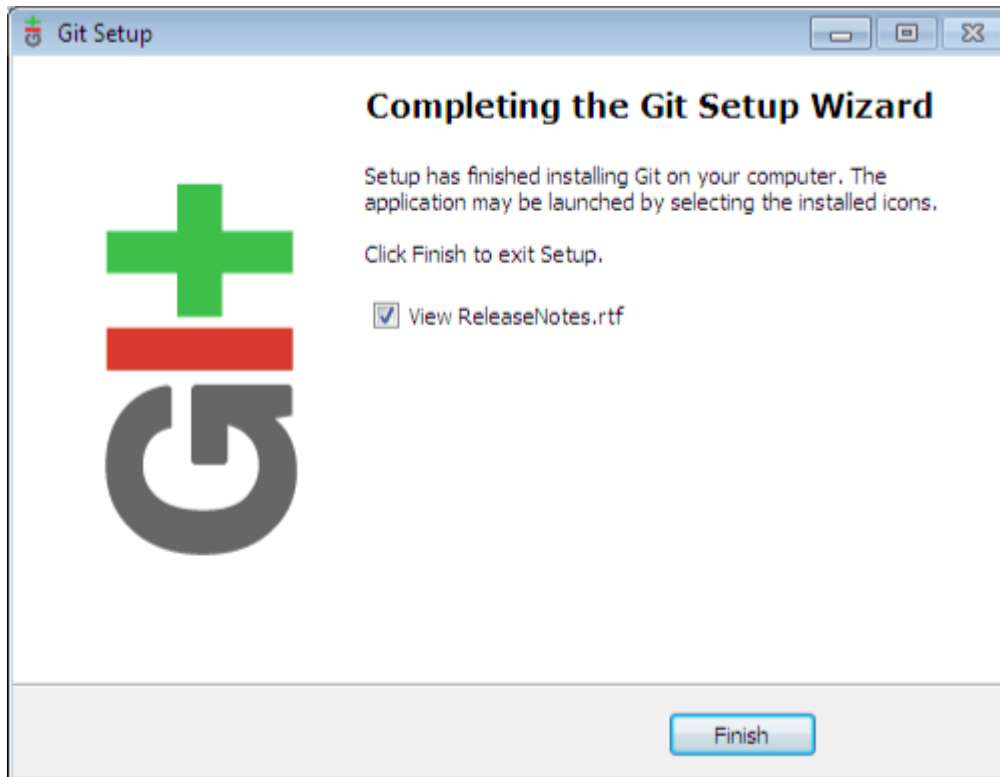 Git Setup
Completing the Git Setup Wizard
Setup has finished installing Git on your computer. The
application may be launched by selecting the installed icons.
Click Finish to exit Setup.
View ReleaseNotes.rtf
GIt
Finish